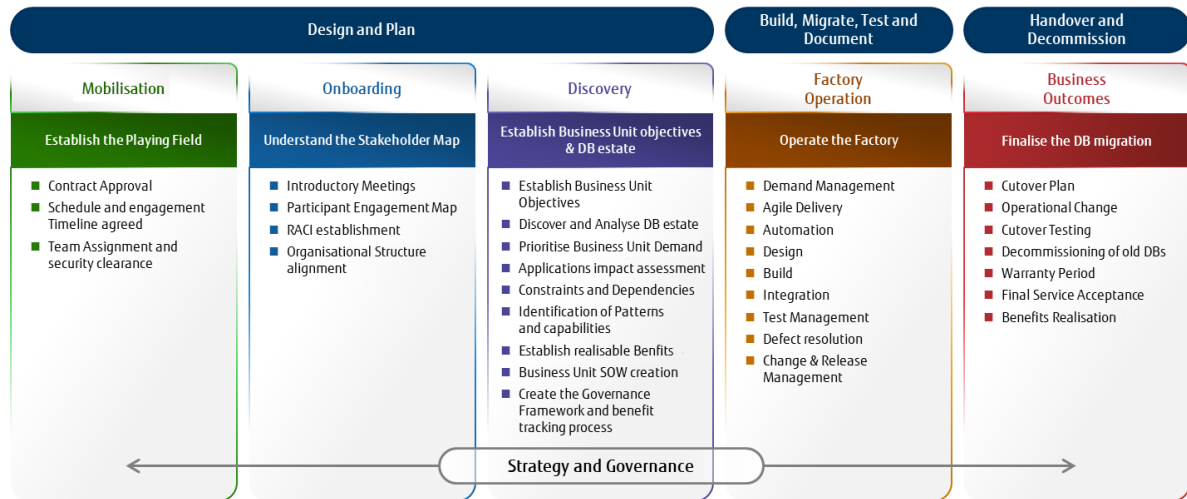 Design and Plan
Build, Migrate, Test and
Document
Handover and
Decommission
Mobilisation
Establish the Playing Field
Contract Approval
Schedule and engagement
Timeline agreed
Team Assignment and
security clearance
Onboarding
Understand the Stakeholder Map
Introductory Meetings
Participant Engagement Map
RACI establishment
Organisational Structure
alignment
Discovery
Establish Business Unit objectives
& DB estate
Establish Business Unit
Objectives
Discover and Analyse DB estate
Prioritise Business Unit Demand
Applications impact assessment
Constraints and Dependencies
Identification of Patterns
and capabilities
Establish realisable Benfits
Business Unit SOW creation
Create the Governance
Framework and benefit
tracking process
Factory
Operation
Operate the Factory
Demand Management
Agile Delivery
Automation
Design
Build
Integration
Test Management
Defect resolution
Change & Release
Management
Business
Outcomes
Finalise the DB migration
Cutover Plan
Operational Change
Cutover Testing
Decommissioning of old DBs
Warranty Period
Final Service Acceptance
Benefits Realisation
Strategy and Governance